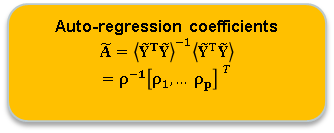 Auto-regression coefficients
Ã = ⟨ỸᵀỸ⟩⁻¹⟨ỸᵀỸ⟩
= ρ⁻¹[ρ₁, … ρₚ]ᵀ